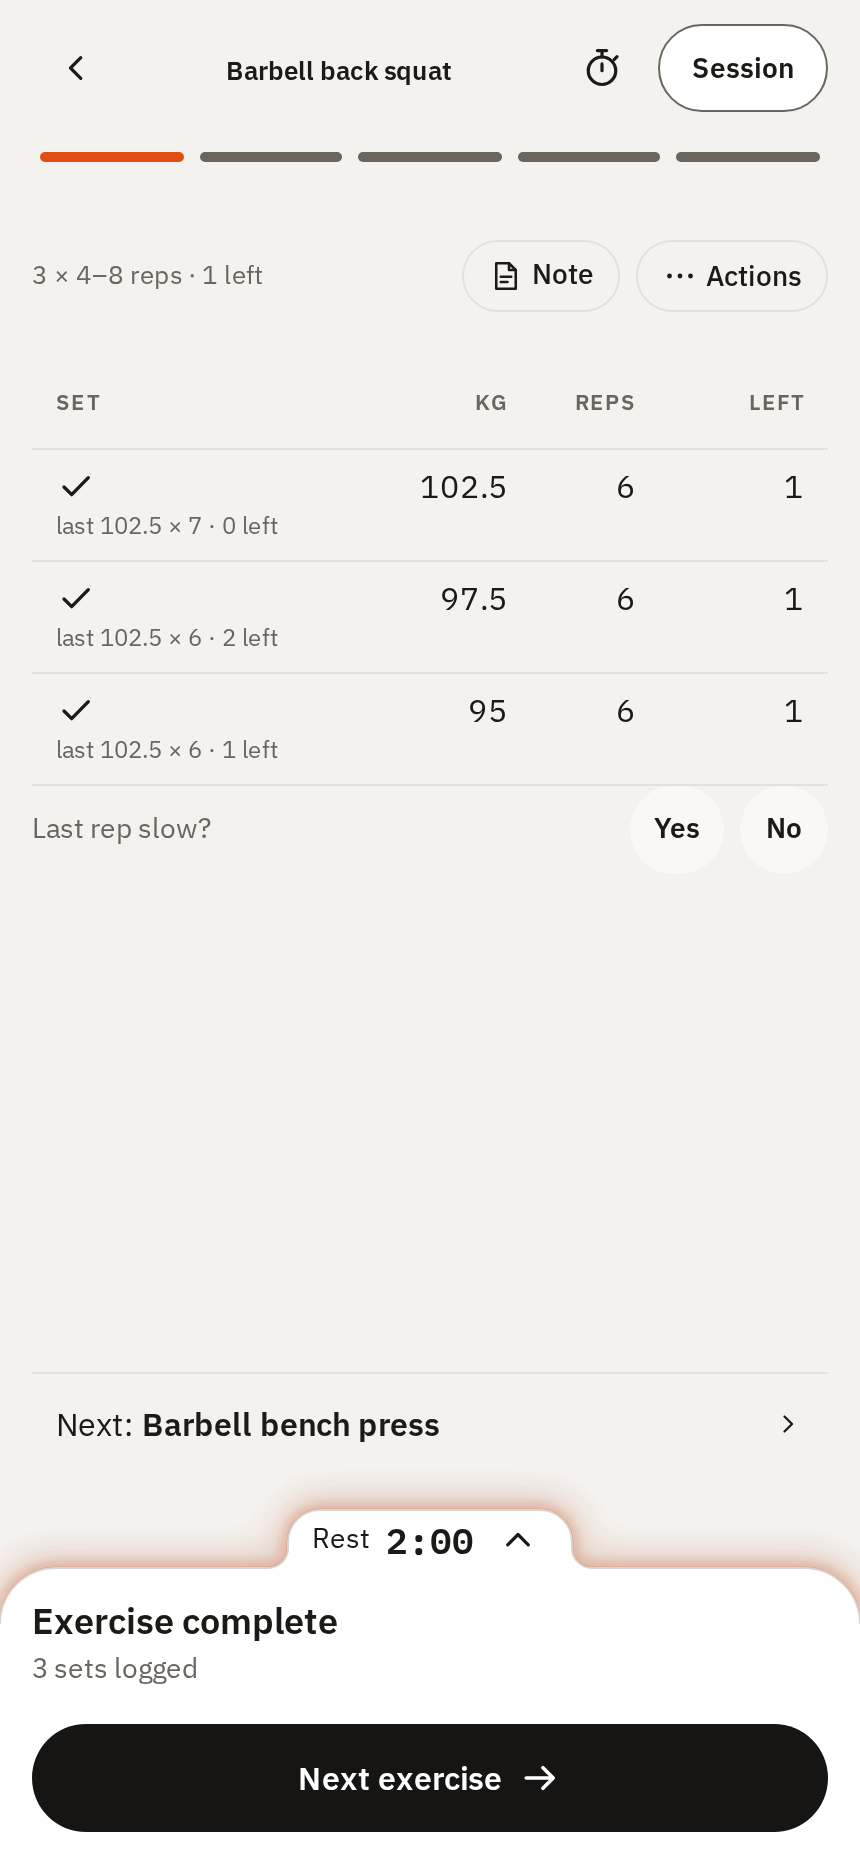 Barbell back squat
Session
3 × 4–8 reps · 1 left
Note
Actions
SET KG REPS LEFT
102.5 6 1
last 102.5 × 7 · 0 left
97.5 6 1
last 102.5 × 6 · 2 left
95 6 1
last 102.5 × 6 · 1 left
Last rep slow? Yes No
Next: Barbell bench press
Rest 2:00
Exercise complete
3 sets logged
Next exercise →